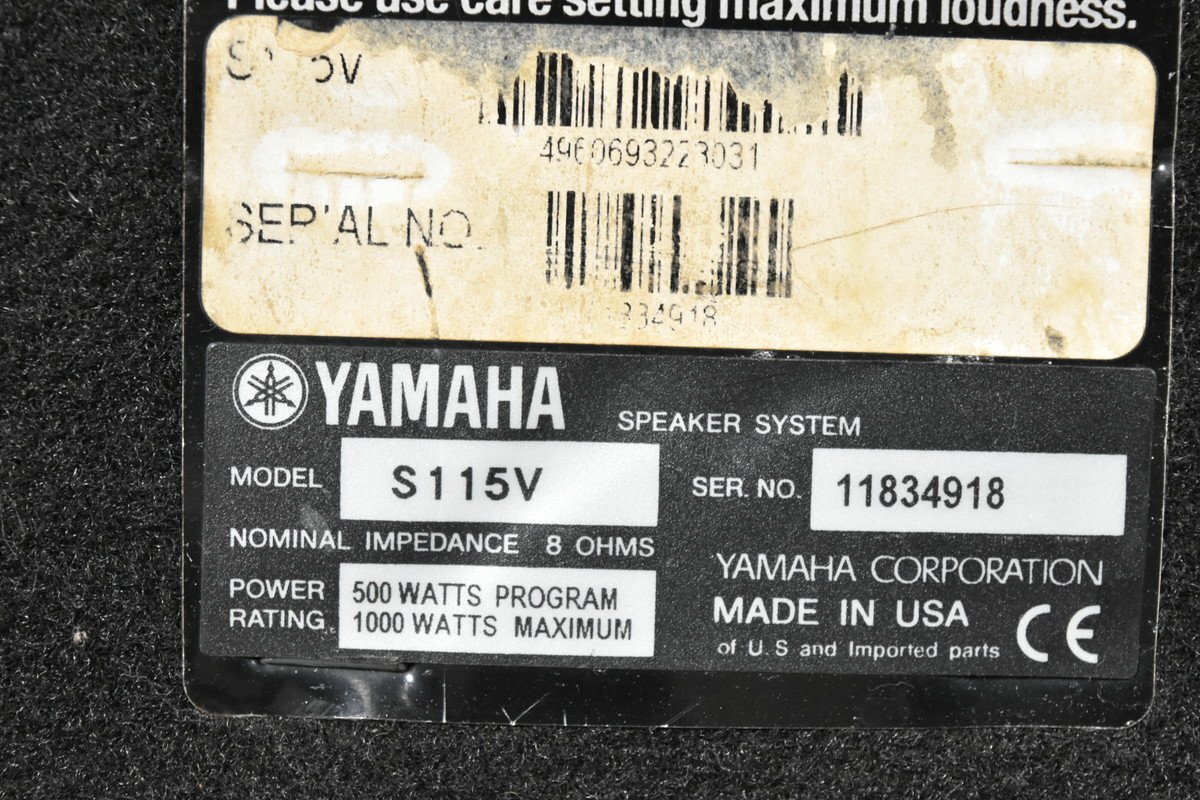 Please use care setting maximum loudness.
4960693223031
SERIAL NO.
YAMAHA
SPEAKER SYSTEM
MODEL S115V
SER. NO. 11834918
NOMINAL IMPEDANCE 8 OHMS
POWER RATING
500 WATTS PROGRAM
1000 WATTS MAXIMUM
YAMAHA CORPORATION
MADE IN USA
of U.S and Imported parts
CE